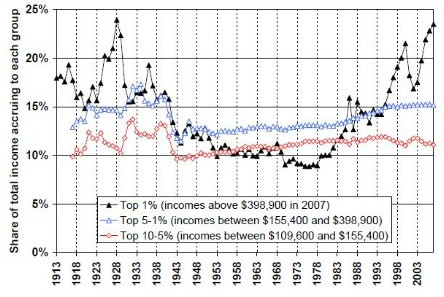 Share of total income accruing to each group
25%
20%
15%
10%
5%
0%
Top 1% (incomes above $398,900 in 2007)
Top 5-1% (incomes between $155,400 and $398,900)
Top 10-5% (incomes between $109,600 and $155,400)
1913 1918 1923 1928 1933 1938 1943 1948 1953 1958 1963 1968 1973 1978 1983 1988 1993 1998 2003